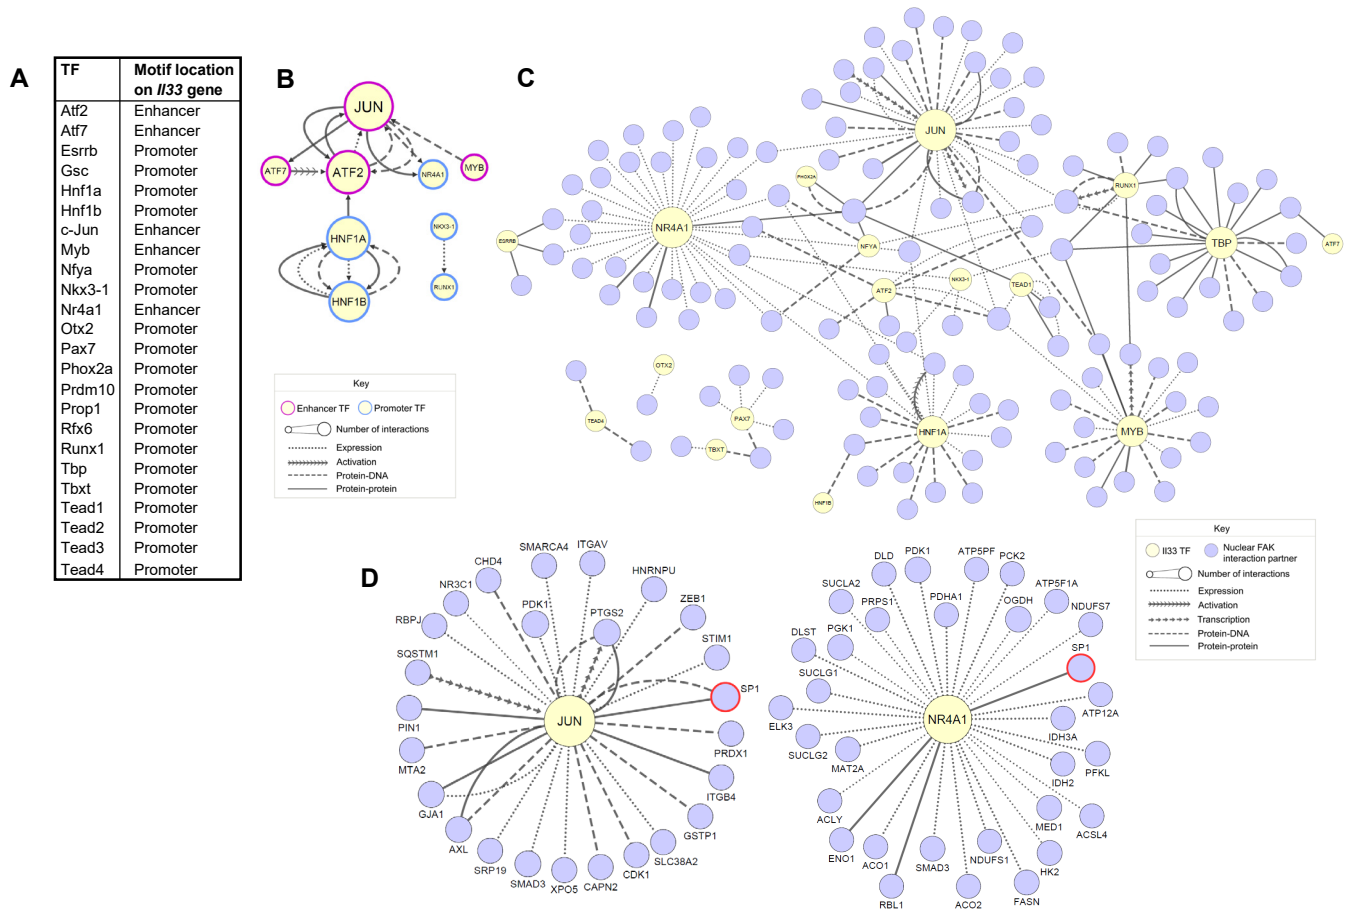 A
TF Motif location on Il33 gene
Atf2 Enhancer
Atf7 Enhancer
Esrrb Promoter
Gsc Promoter
Hnf1a Promoter
Hnf1b Promoter
c-Jun Enhancer
Myb Enhancer
Nfya Promoter
Nkx3-1 Promoter
Nr4a1 Enhancer
Otx2 Promoter
Pax7 Promoter
Phox2a Promoter
Prdm10 Promoter
Prop1 Promoter
Rfx6 Promoter
Runx1 Promoter
Tbp Promoter
Tbxt Promoter
Tead1 Promoter
Tead2 Promoter
Tead3 Promoter
Tead4 Promoter
B
JUN
ATF7
ATF2
NR4A1
MYB
HNF1A
NKX3-1
HNF1B
RUNX1
Key
Enhancer TF Promoter TF
Number of interactions
Expression
Activation
Protein-DNA
Protein-protein
C
JUN
PHOX2A
RUNX1
NR4A1
ESRRB
NFYA
TBP
ATF7
ATF2
NKX3-1
TEAD1
OTX2
TEAD4
PAX7
TBXT
HNF1A
MYB
HNF1B
Key
Il33 TF
Nuclear FAK
interaction partner
Number of interactions
Expression
Activation
Transcription
Protein-DNA
Protein-protein
D
SMARCA4
ITGAV
CHD4
HNRNPU
NR3C1
PDK1
PTGS2
ZEB1
RBPJ
STIM1
SQSTM1
SP1
PIN1
JUN
PRDX1
MTA2
ITGB4
GJA1
GSTP1
AXL
SLC38A2
SRP19
CDK1
SMAD3
XPO5
CAPN2
DLD
PDK1
ATP5PF
PCK2
SUCLA2
PRPS1
PDHA1
OGDH
ATP5F1A
NDUFS7
DLST
PGK1
SP1
SUCLG1
ATP12A
ELK3
NR4A1
IDH3A
SUCLG2
MAT2A
IDH2
PFKL
ACLY
MED1
ACSL4
ENO1
ACO1
SMAD3
NDUFS1
HK2
RBL1
ACO2
FASN